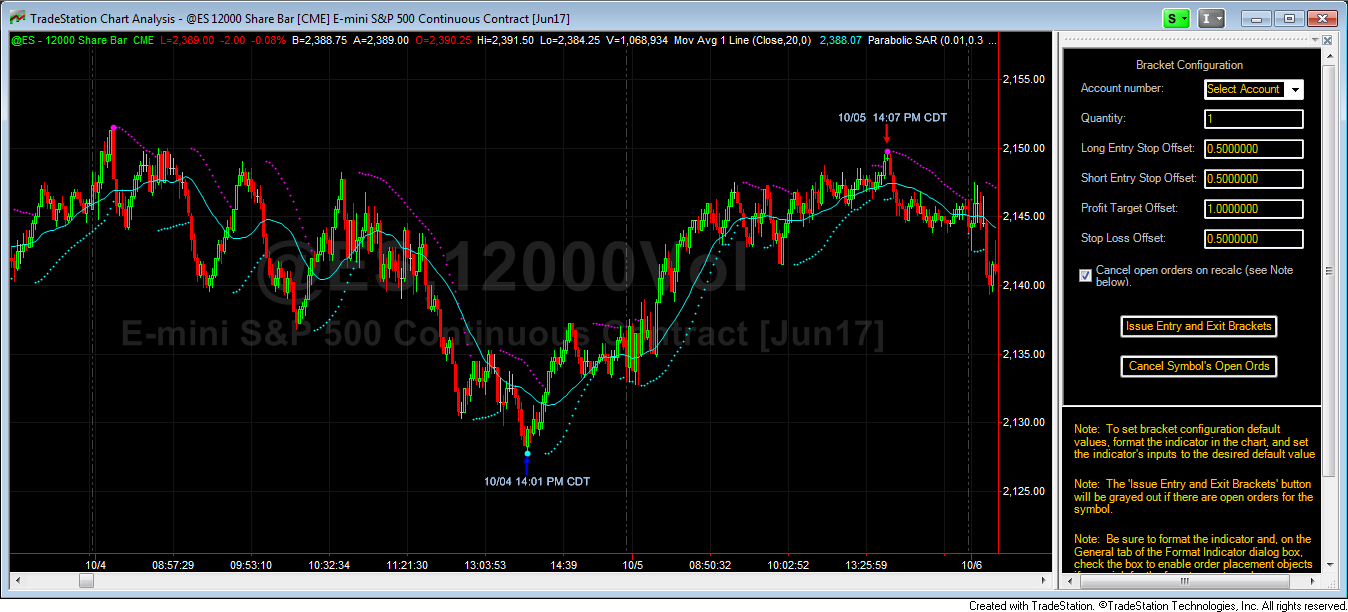 TradeStation Chart Analysis - @ES 12000 Share Bar [CME] E-mini S&P 500 Continuous Contract [Jun17]
S
I
@ES - 12000 Share Bar CME L=2,369.00 -2.00 -0.08% B=2,388.75 A=2,389.00 O=2,390.25 Hi=2,391.50 Lo=2,384.25 V=1,068,934 Mov Avg 1 Line (Close,20,0) 2,388.07 Parabolic SAR (0.01,0.3 ...
2,155.00
2,150.00
2,145.00
2,140.00
2,135.00
2,130.00
2,125.00
10/05 14:07 PM CDT
@ES 12000Vol
E-mini S&P 500 Continuous Contract [Jun17]
10/04 14:01 PM CDT
10/4 08:57:29 09:53:10 10:32:34 11:21:30 13:03:53 14:39 10/5 08:50:32 10:02:52 13:25:59 10/6
Bracket Configuration
Account number: Select Account
Quantity: 1
Long Entry Stop Offset: 0.5000000
Short Entry Stop Offset: 0.5000000
Profit Target Offset: 1.0000000
Stop Loss Offset: 0.5000000
Cancel open orders on recalc (see Note
below).
Issue Entry and Exit Brackets
Cancel Symbol's Open Ords
Note: To set bracket configuration default
values, format the indicator in the chart, and set
the indicator's inputs to the desired default value
Note: The 'Issue Entry and Exit Brackets' button
will be grayed out if there are open orders for the
symbol.
Note: Be sure to format the indicator and, on the
General tab of the Format Indicator dialog box,
check the box to enable order placement objects
Created with TradeStation. ©TradeStation Technologies, Inc. All rights reserved.